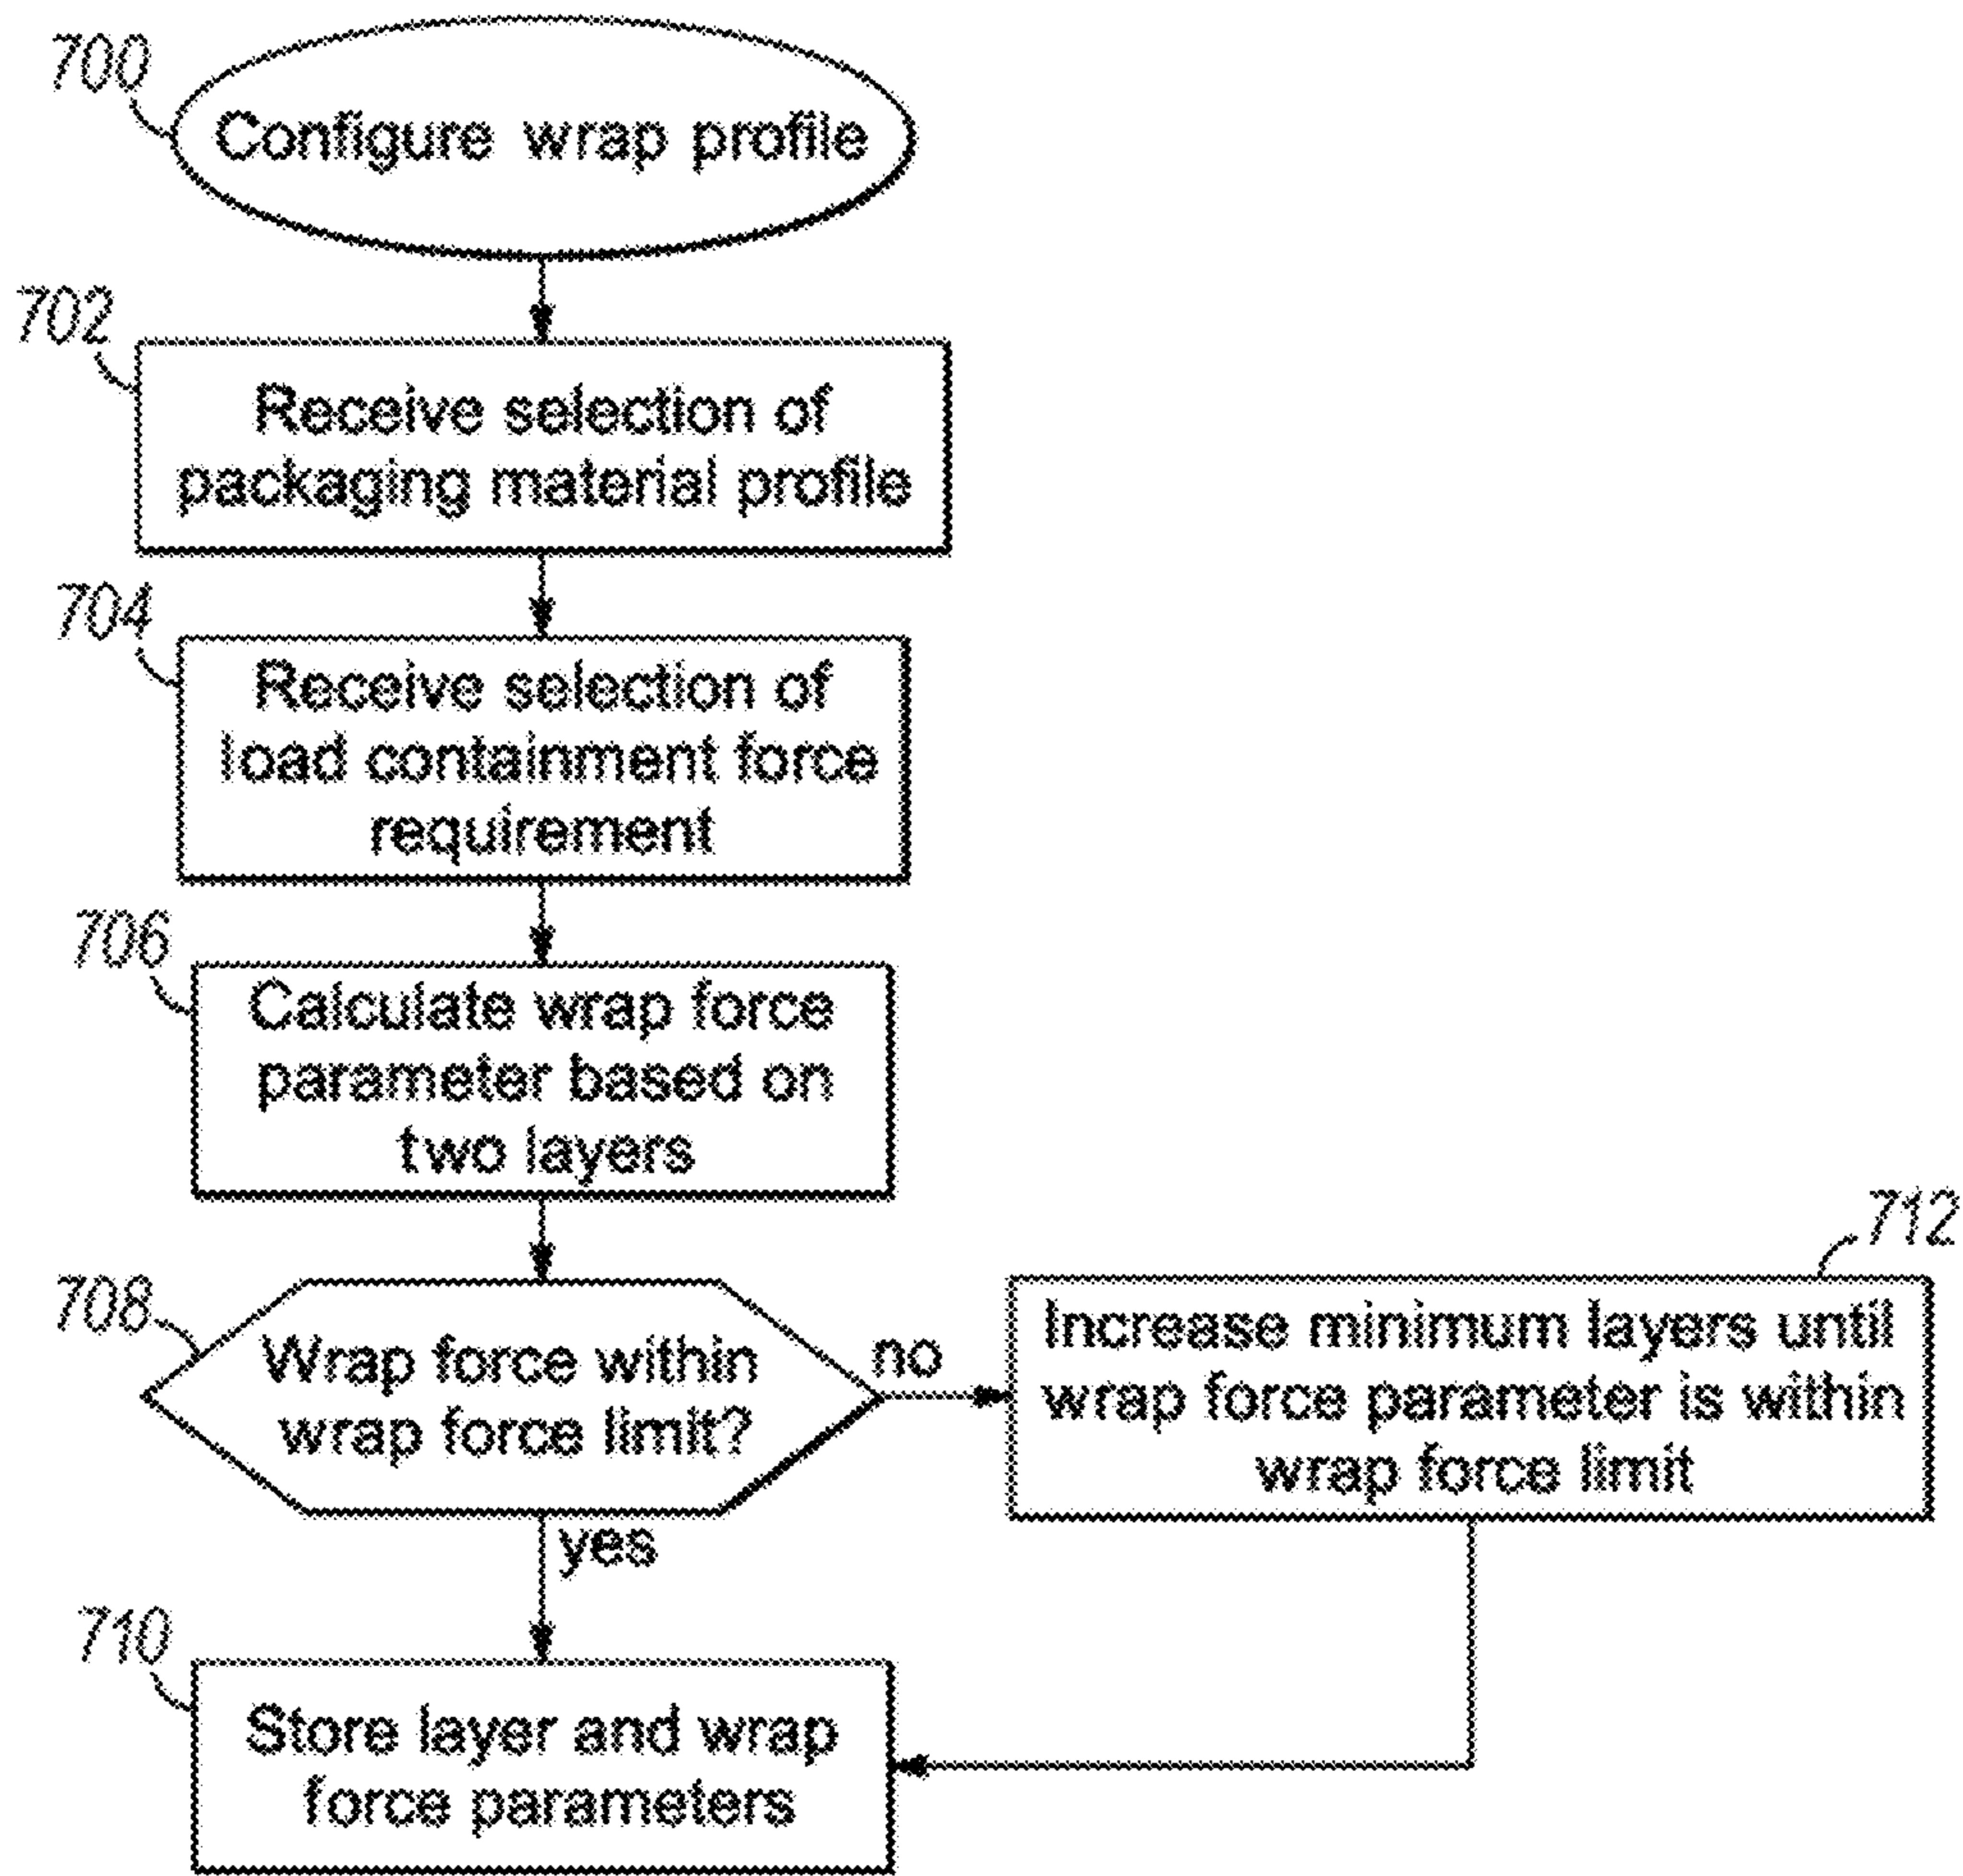 700
Configure wrap profile
702
Receive selection of
packaging material profile
704
Receive selection of
load containment force
requirement
706
Calculate wrap force
parameter based on
two layers
708
Wrap force within
wrap force limit?
no
yes
712
Increase minimum layers until
wrap force parameter is within
wrap force limit
710
Store layer and wrap
force parameters